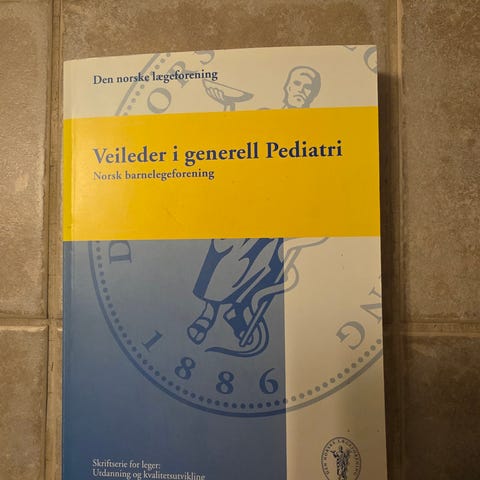 Den norske lægeforening
Veileder i generell Pediatri
Norsk barnelegeforening
1886
Skriftserie for leger:
Utdanning og kvalitetsutvikling